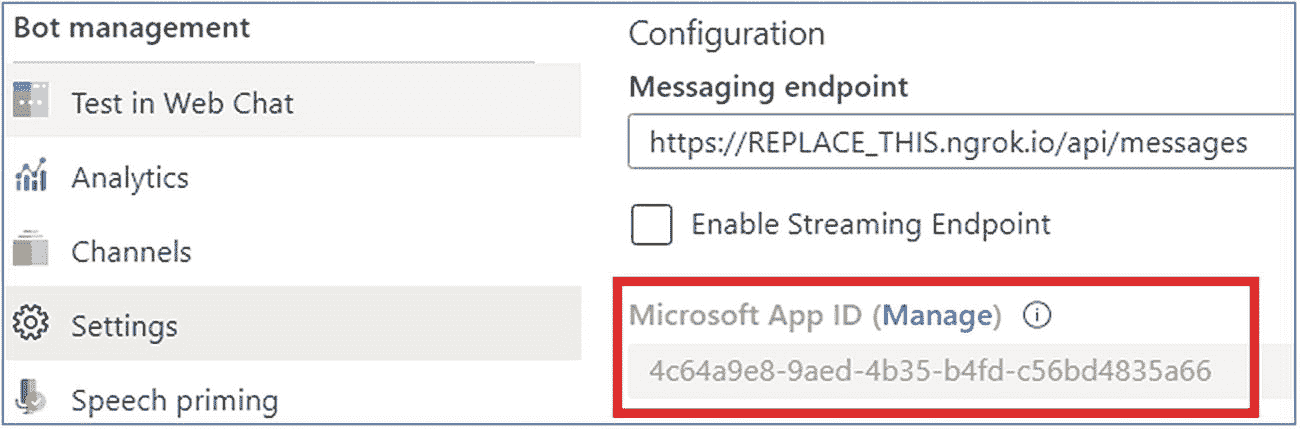 Bot management
Test in Web Chat
Analytics
Channels
Settings
Speech priming
Configuration
Messaging endpoint
https://REPLACE_THIS.ngrok.io/api/messages
Enable Streaming Endpoint
Microsoft App ID (Manage)
4c64a9e8-9aed-4b35-b4fd-c56bd4835a66